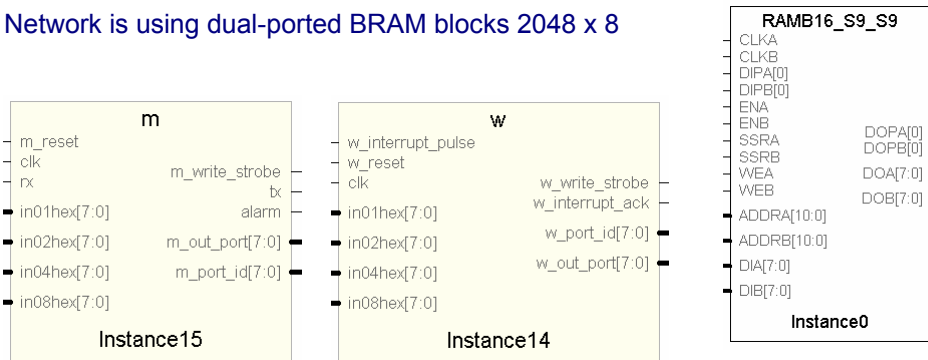 Network is using dual-ported BRAM blocks 2048 x 8
m
m_reset
clk
rx
in01hex[7:0]
in02hex[7:0]
in04hex[7:0]
in08hex[7:0]
m_write_strobe
tx
alarm
m_out_port[7:0]
m_port_id[7:0]
Instance15
w
w_interrupt_pulse
w_reset
clk
in01hex[7:0]
in02hex[7:0]
in04hex[7:0]
in08hex[7:0]
w_write_strobe
w_interrupt_ack
w_port_id[7:0]
w_out_port[7:0]
Instance14
RAMB16_S9_S9
CLKA
CLKB
DIPA[0]
DIPB[0]
ENA
ENB
SSRA
SSRB
WEA
WEB
ADDRA[10:0]
ADDRB[10:0]
DIA[7:0]
DIB[7:0]
DOPA[0]
DOPB[0]
DOA[7:0]
DOB[7:0]
Instance0